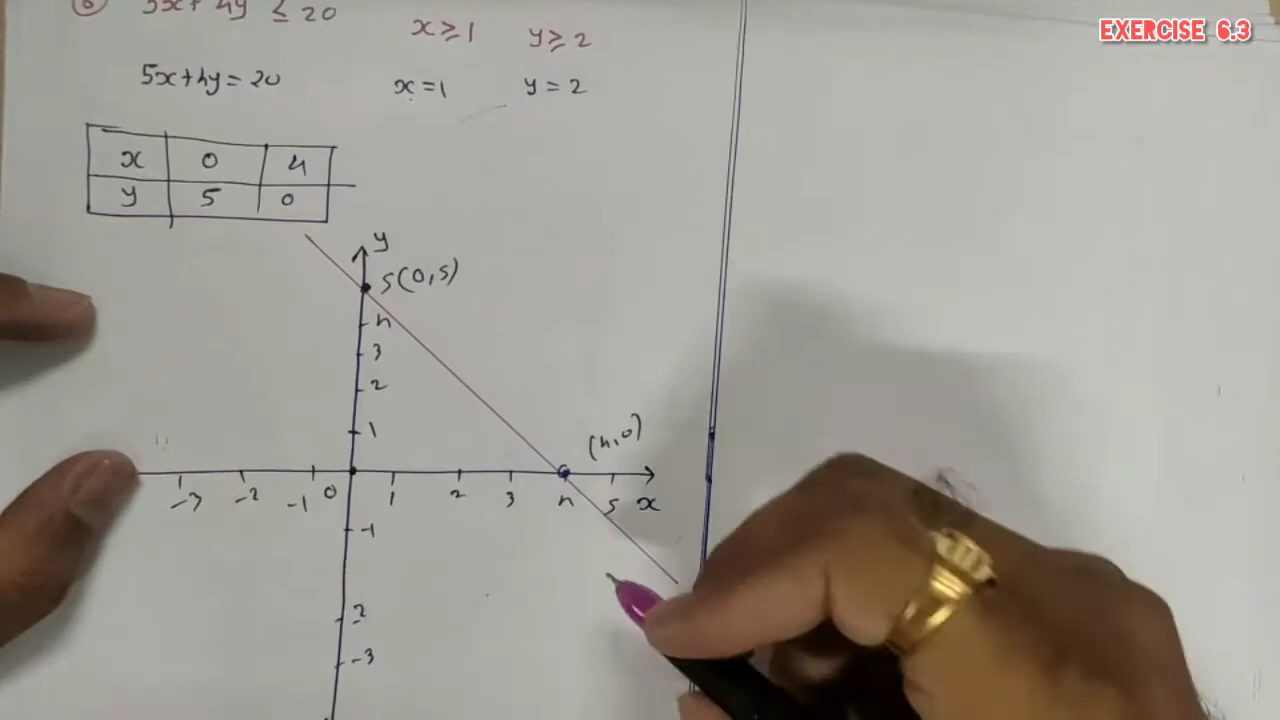 EXERCISE 6.3
⑥ 5x + 4y ≤ 20 x ≥ 1 y ≥ 2
5x + 4y = 20 x = 1 y = 2
x 0 4
y 5 0
y
5(0,5)
4
3
2
1
(4,0)
-3 -2 -1 0 1 2 3 4 5 x
-1
2
-3